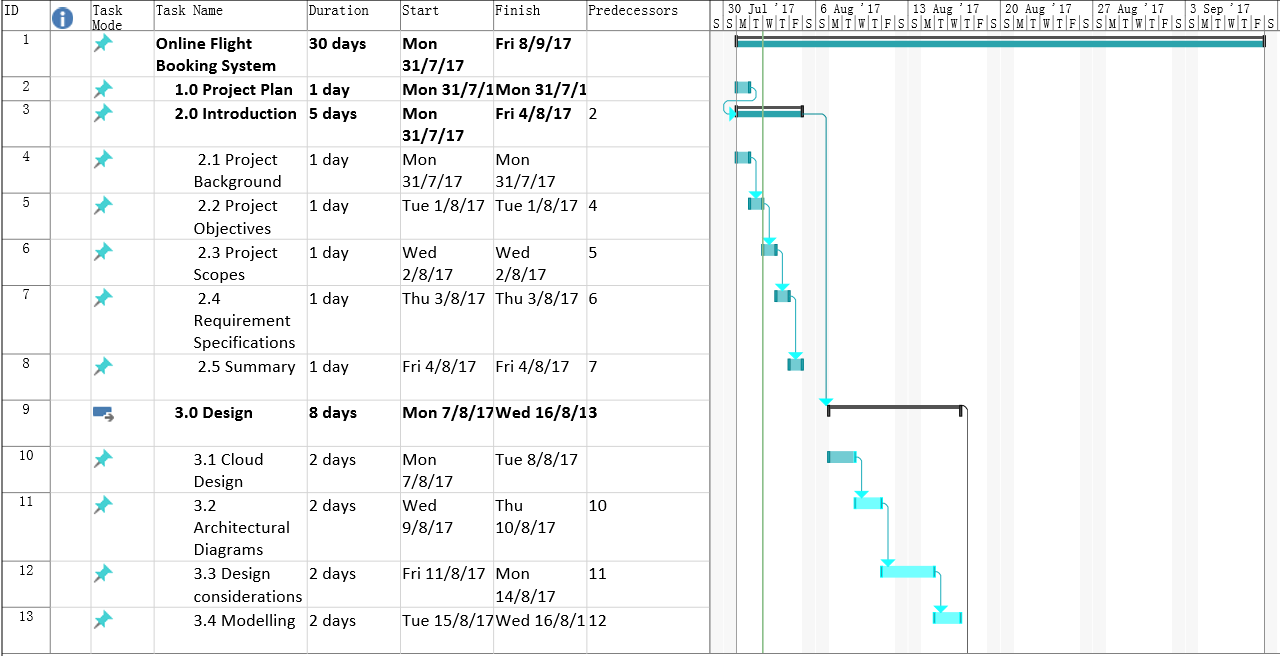 ID Task Mode Task Name Duration Start Finish Predecessors
30 Jul '17 6 Aug '17 13 Aug '17 20 Aug '17 27 Aug '17 3 Sep '17
S S M T W T F S S M T W T F S S M T W T F S S M T W T F S S M T W T F S S M T W T F S
1 Online Flight Booking System 30 days Mon 31/7/17 Fri 8/9/17
2 1.0 Project Plan 1 day Mon 31/7/1 Mon 31/7/1
3 2.0 Introduction 5 days Mon 31/7/17 Fri 4/8/17 2
4 2.1 Project Background 1 day Mon 31/7/17 Mon 31/7/17
5 2.2 Project Objectives 1 day Tue 1/8/17 Tue 1/8/17 4
6 2.3 Project Scopes 1 day Wed 2/8/17 Wed 2/8/17 5
7 2.4 Requirement Specifications 1 day Thu 3/8/17 Thu 3/8/17 6
8 2.5 Summary 1 day Fri 4/8/17 Fri 4/8/17 7
9 3.0 Design 8 days Mon 7/8/17 Wed 16/8/1 3
10 3.1 Cloud Design 2 days Mon 7/8/17 Tue 8/8/17
11 3.2 Architectural Diagrams 2 days Wed 9/8/17 Thu 10/8/17 10
12 3.3 Design considerations 2 days Fri 11/8/17 Mon 14/8/17 11
13 3.4 Modelling 2 days Tue 15/8/17 Wed 16/8/1 12